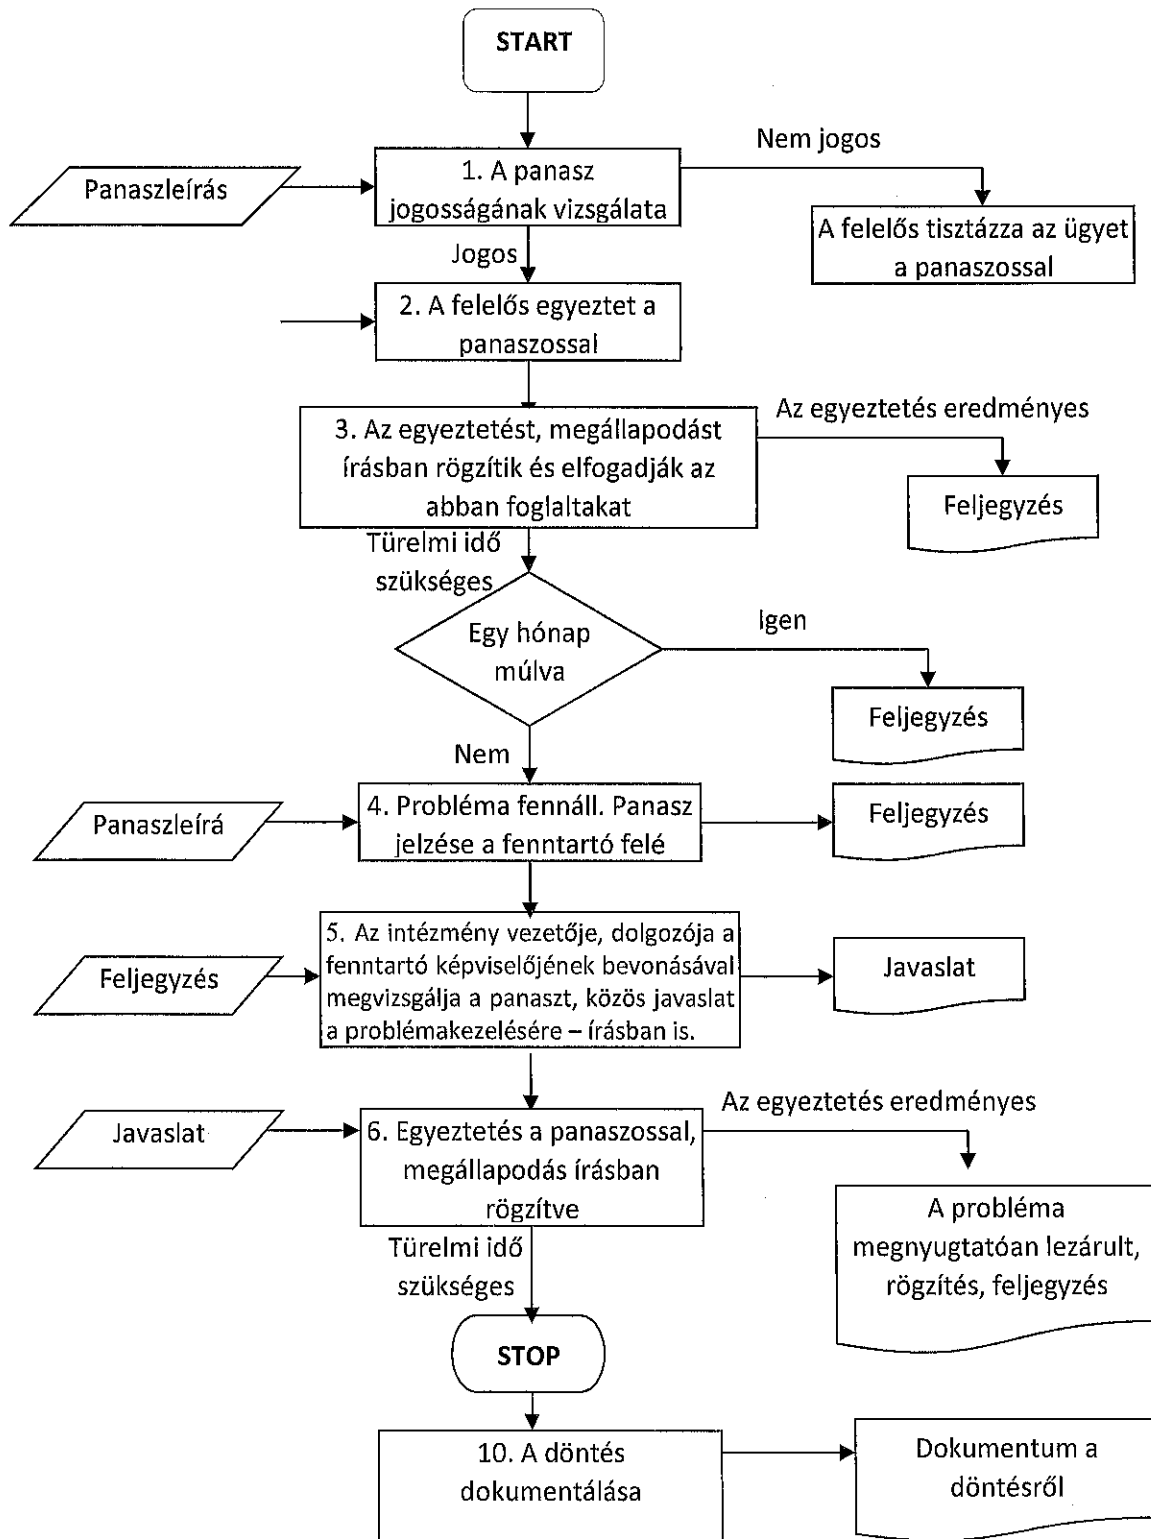 START
Nem jogos
Panaszleírás
1. A panasz
jogosságának vizsgálata
A felelős tisztázza az ügyet
a panaszossal
Jogos
2. A felelős egyeztet a
panaszossal
Az egyeztetés eredményes
3. Az egyeztetést, megállapodást
írásban rögzítik és elfogadják az
abban foglaltakat
Feljegyzés
Türelmi idő
szükséges
Egy hónap
múlva
Igen
Feljegyzés
Nem
Panaszleírá
4. Probléma fennáll. Panasz
jelzése a fenntartó felé
Feljegyzés
Feljegyzés
5. Az intézmény vezetője, dolgozója a
fenntartó képviselőjének bevonásával
megvizsgálja a panaszt, közös javaslat
a problémakezelésére – írásban is.
Javaslat
Az egyeztetés eredményes
Javaslat
6. Egyeztetés a panaszossal,
megállapodás írásban
rögzítve
A probléma
megnyugtatóan lezárult,
rögzítés, feljegyzés
Türelmi idő
szükséges
STOP
10. A döntés
dokumentálása
Dokumentum a
döntésről